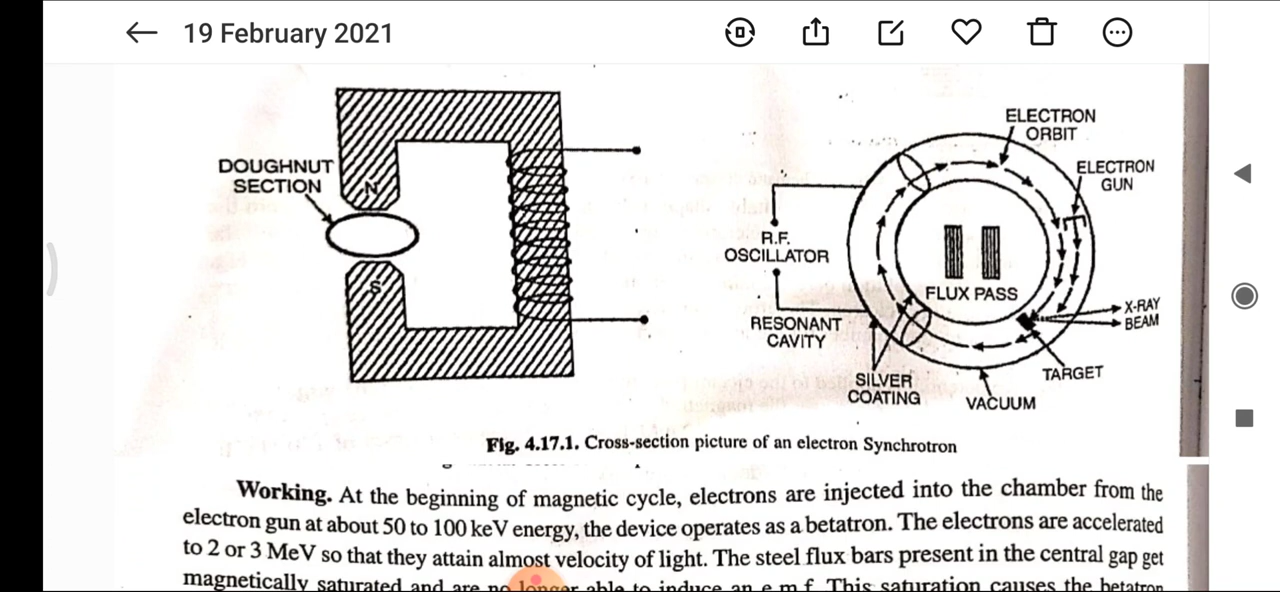 19 February 2021
DOUGHNUT
SECTION
N
S
ELECTRON
ORBIT
ELECTRON
GUN
R.F.
OSCILLATOR
FLUX PASS
RESONANT
CAVITY
X-RAY
BEAM
TARGET
SILVER
COATING
VACUUM
Fig. 4.17.1. Cross-section picture of an electron Synchrotron
Working. At the beginning of magnetic cycle, electrons are injected into the chamber from the
electron gun at about 50 to 100 keV energy, the device operates as a betatron. The electrons are accelerated
to 2 or 3 MeV so that they attain almost velocity of light. The steel flux bars present in the central gap get
magnetically saturated and are no longer able to induce an e.m.f. This saturation causes the betatron